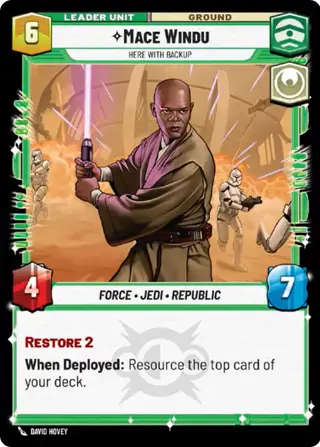 LEADER UNIT
GROUND
6
✧MACE WINDU
HERE WITH BACKUP
4
FORCE • JEDI • REPUBLIC
7
RESTORE 2
When Deployed: Resource the top card of
your deck.
DAVID HOVEY